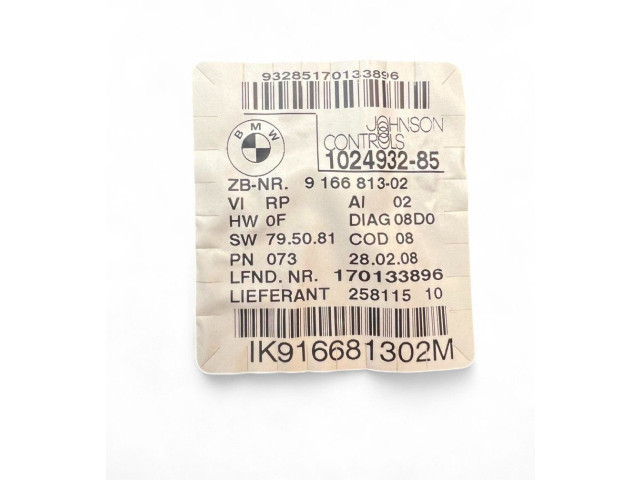 93285170133896
BMW
JOHNSON
CONTROLS
1024932-85
ZB-NR. 9 166 813-02
VI RP AI 02
HW 0F DIAG 08D0
SW 79.50.81 COD 08
PN 073 28.02.08
LFND. NR. 170133896
LIEFERANT 258115 10
IK916681302M